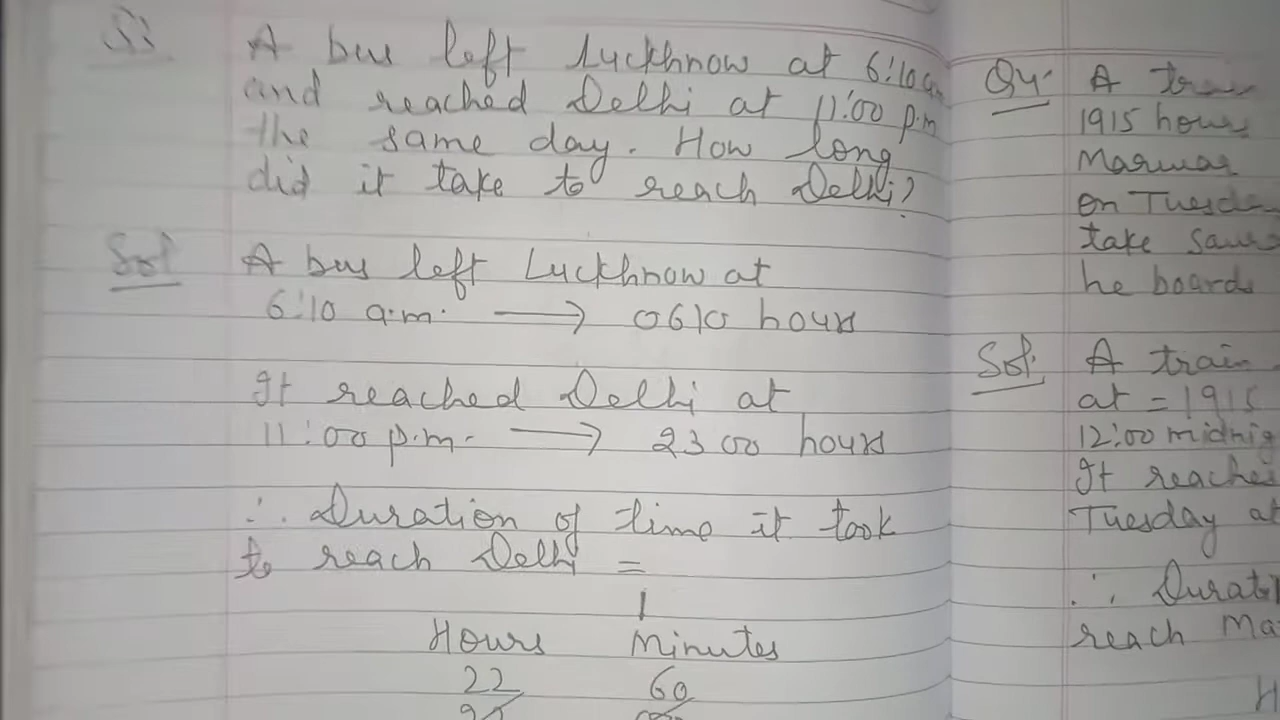 A bus left Luckhnow at 6:10 am
and reached Delhi at 11:00 p.m
the same day. How long
did it take to reach Delhi?
Sol
A bus left Luckhnow at
6:10 a.m. → 0610 hours
It reached Delhi at
11:00 p.m. → 2300 hours
∴ Duration of time it took
to reach Delhi =
Hours Minutes
22 60
Q4.
A
1915 hours
Marwar
on
take
he boards
Sol.
A train
at = 1915
12:00
It
Tuesday at
∴
reach